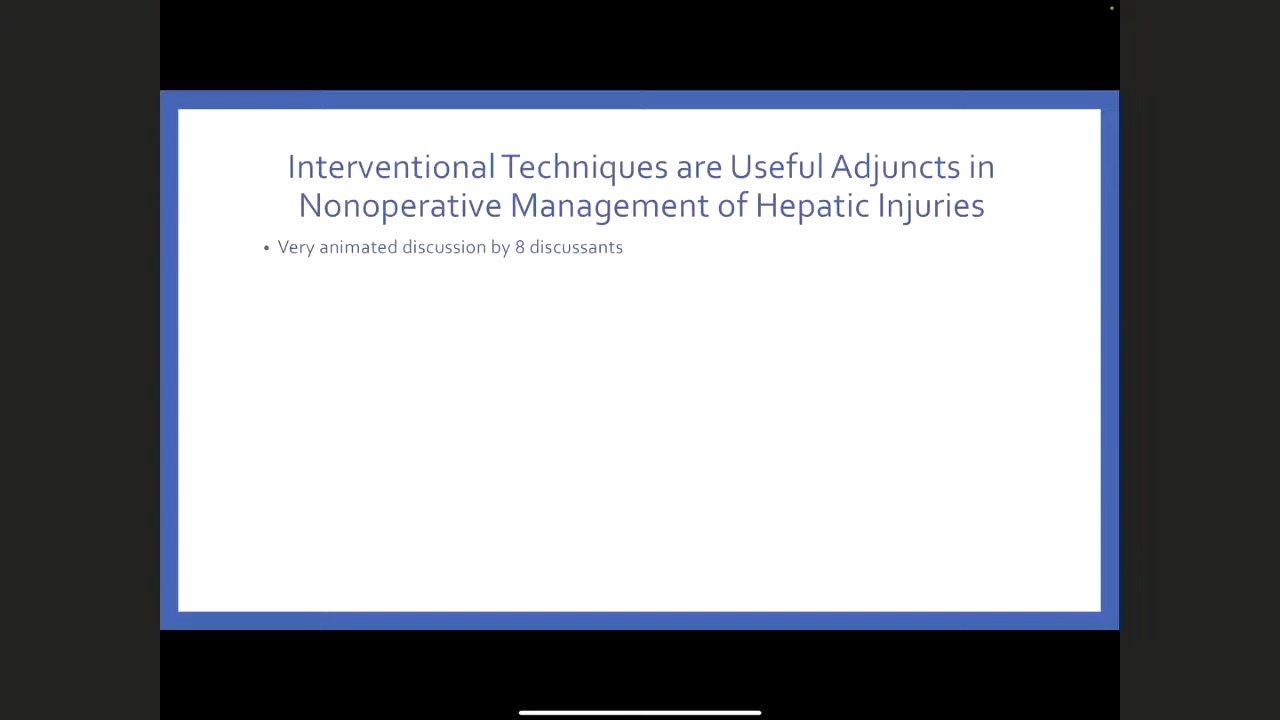 Interventional Techniques are Useful Adjuncts in
Nonoperative Management of Hepatic Injuries
• Very animated discussion by 8 discussants